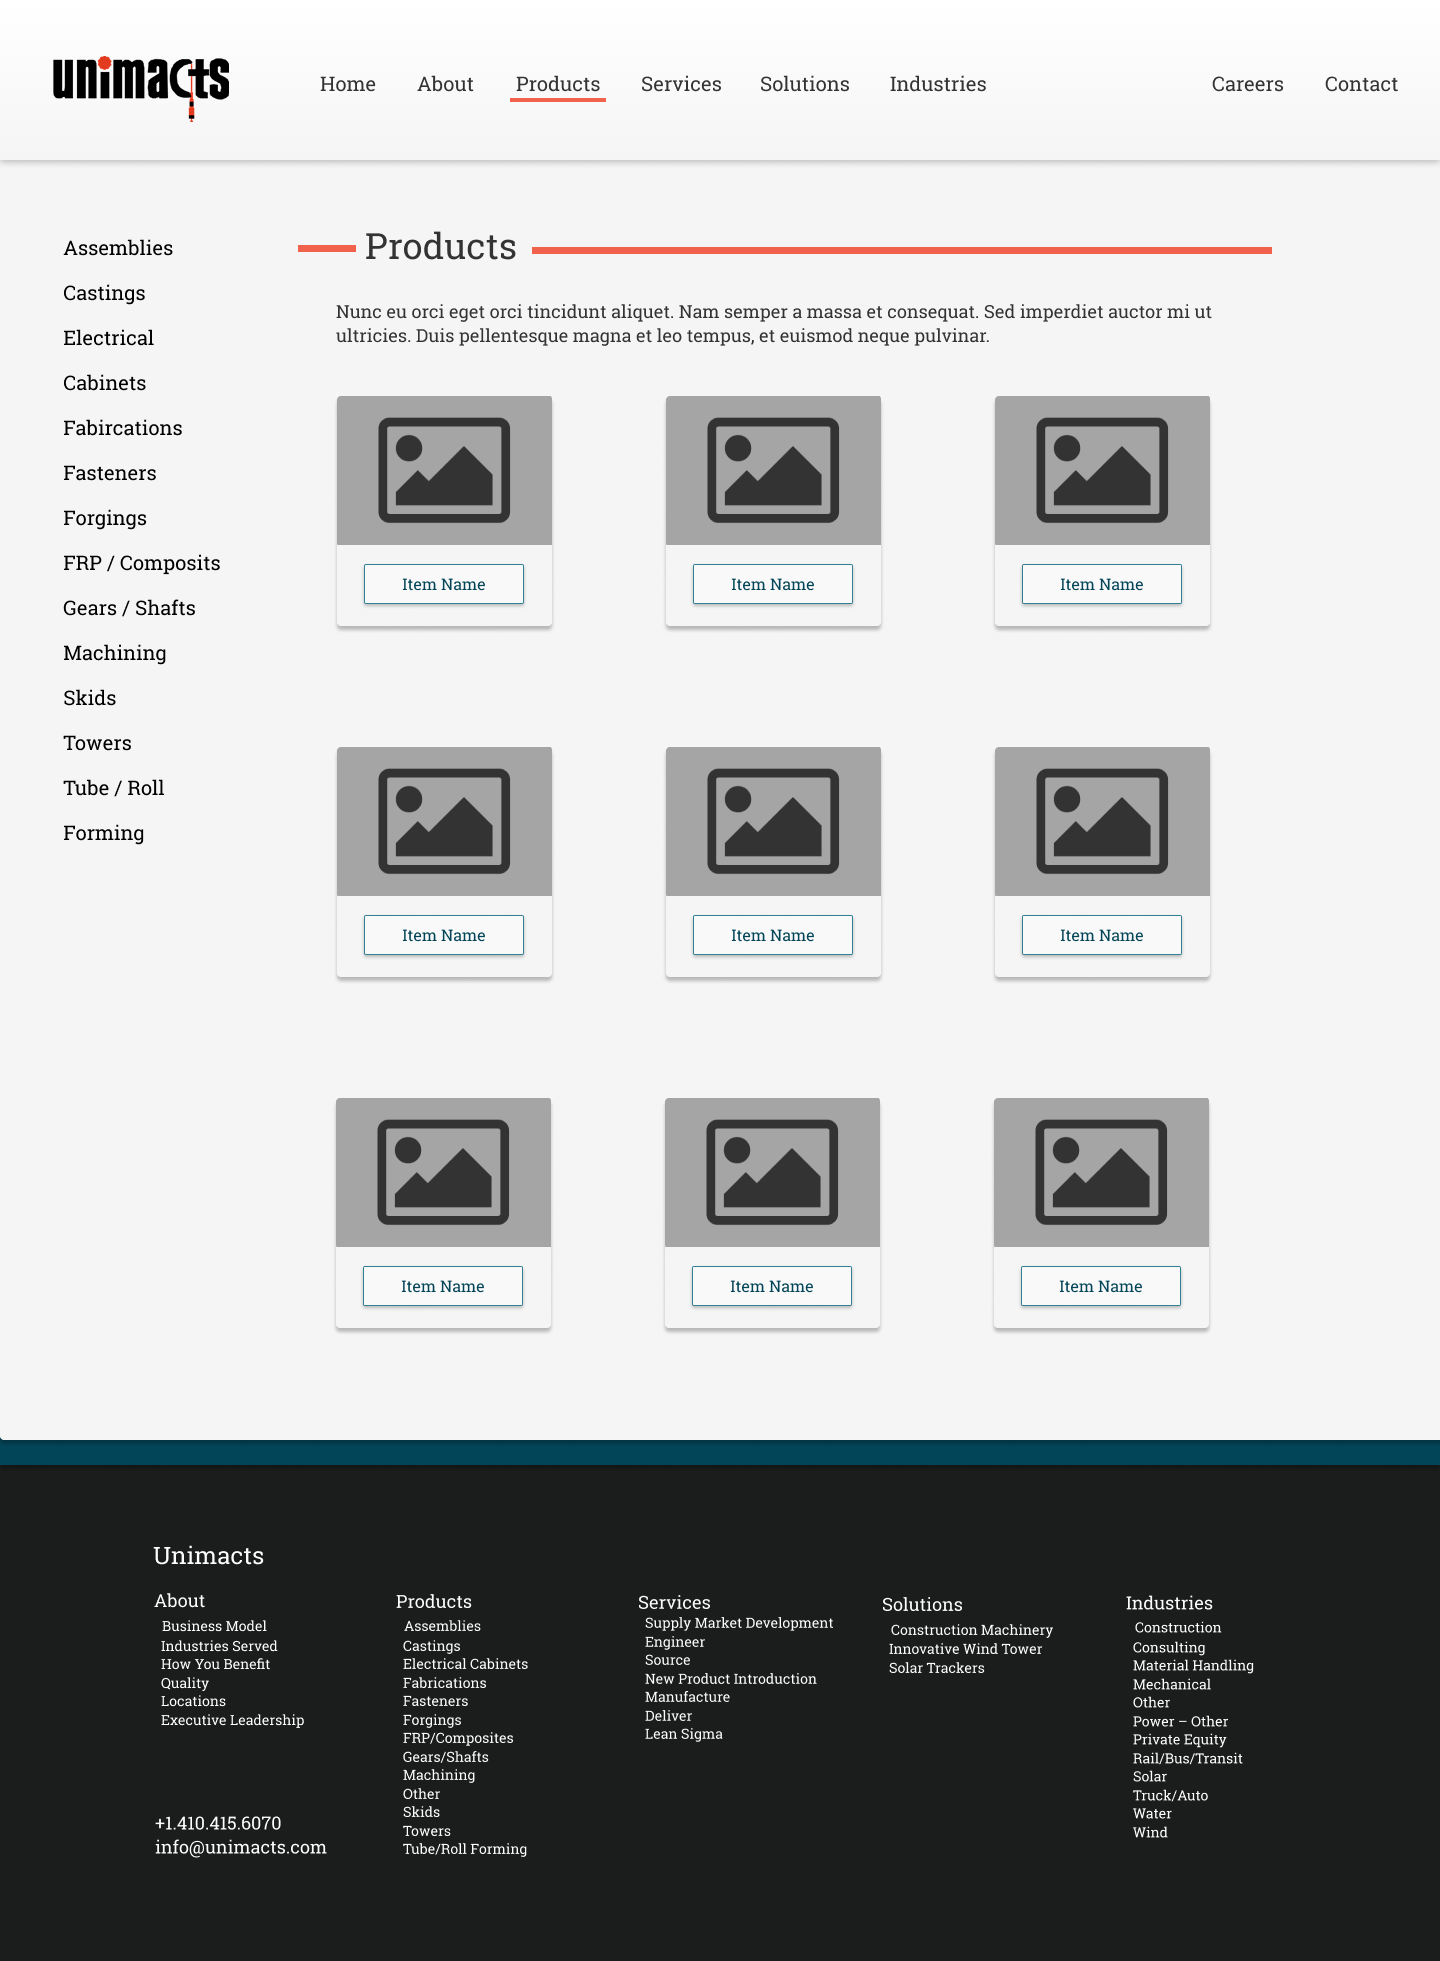 unimacts
Home About Products Services Solutions Industries Careers Contact
Products
Assemblies
Castings
Electrical
Cabinets
Fabircations
Fasteners
Forgings
FRP / Composits
Gears / Shafts
Machining
Skids
Towers
Tube / Roll
Forming
Nunc eu orci eget orci tincidunt aliquet. Nam semper a massa et consequat. Sed imperdiet auctor mi ut
ultricies. Duis pellentesque magna et leo tempus, et euismod neque pulvinar.
Item Name
Item Name
Item Name
Item Name
Item Name
Item Name
Item Name
Item Name
Item Name
Unimacts
About
Business Model
Industries Served
How You Benefit
Quality
Locations
Executive Leadership
+1.410.415.6070
info@unimacts.com
Products
Assemblies
Castings
Electrical Cabinets
Fabrications
Fasteners
Forgings
FRP/Composites
Gears/Shafts
Machining
Other
Skids
Towers
Tube/Roll Forming
Services
Supply Market Development
Engineer
Source
New Product Introduction
Manufacture
Deliver
Lean Sigma
Solutions
Construction Machinery
Innovative Wind Tower
Solar Trackers
Industries
Construction
Consulting
Material Handling
Mechanical
Other
Power – Other
Private Equity
Rail/Bus/Transit
Solar
Truck/Auto
Water
Wind